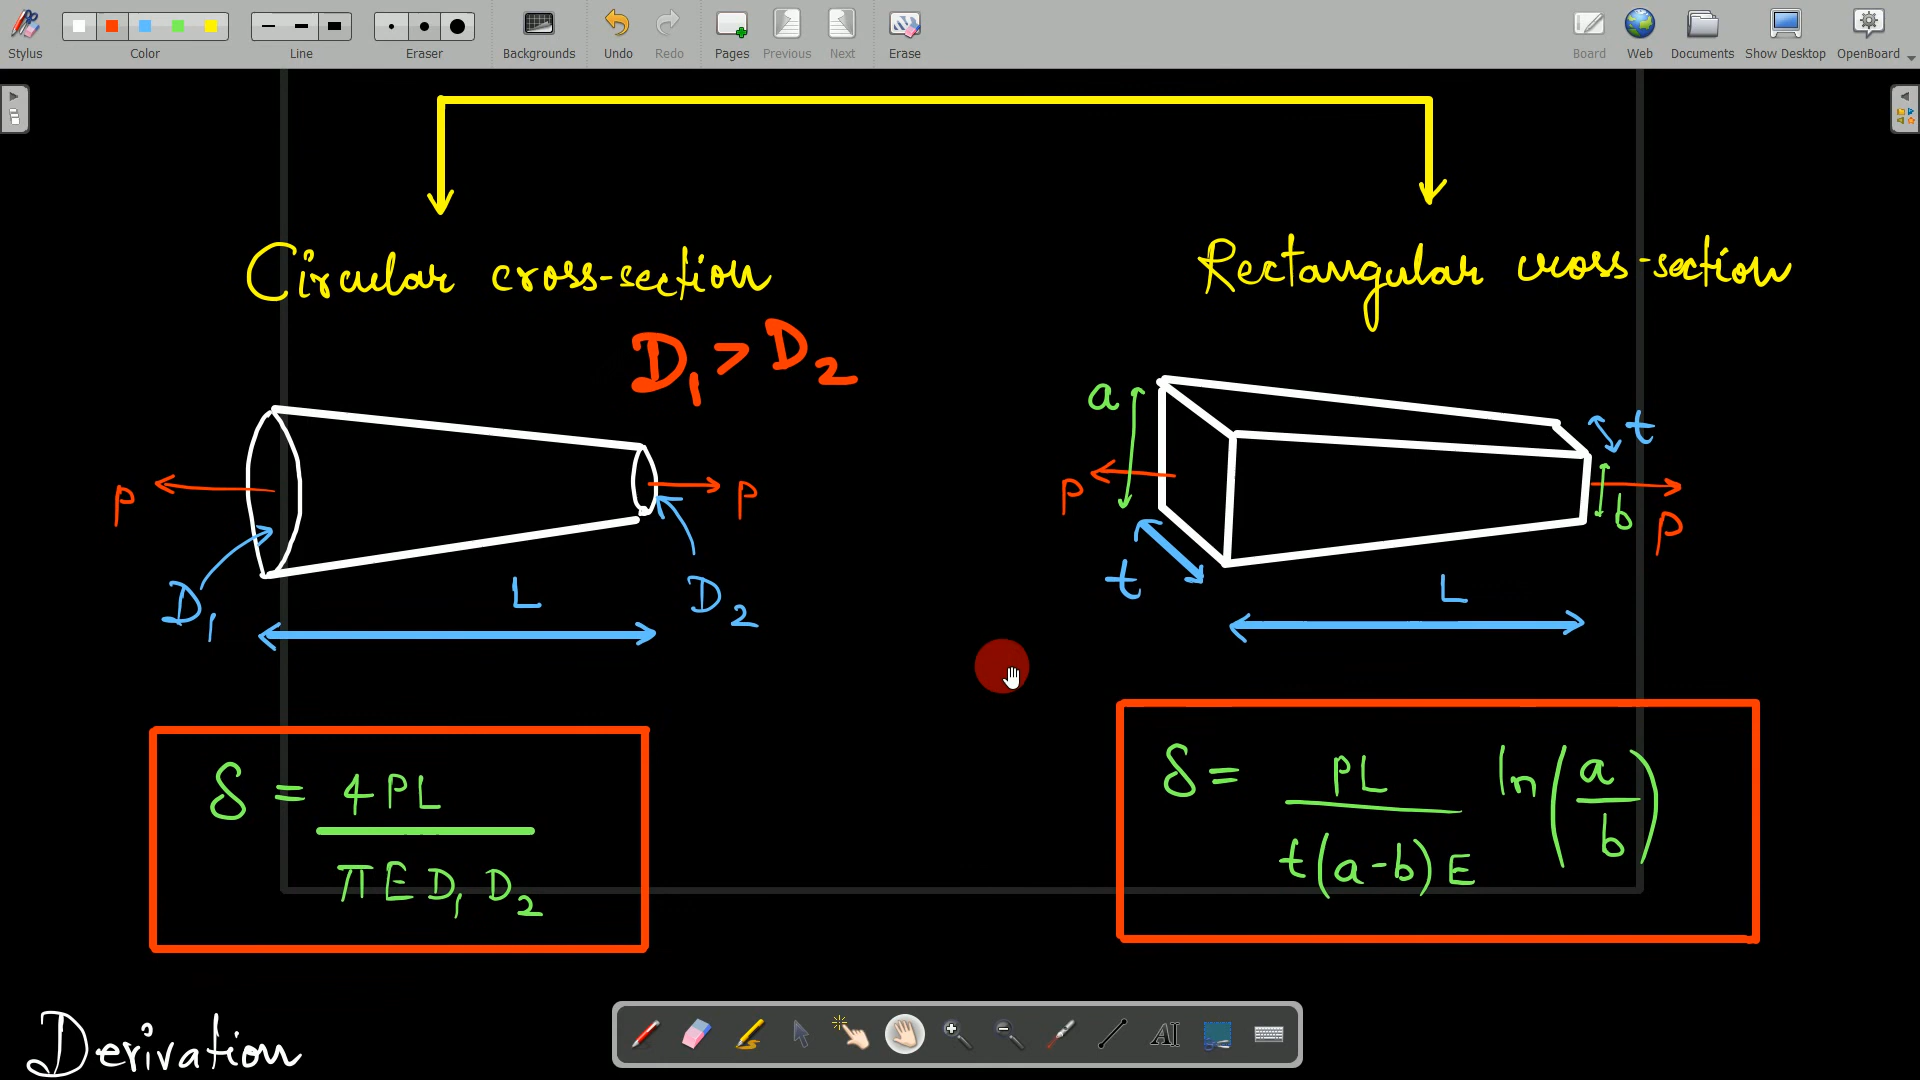 Stylus Color Line Eraser Backgrounds Undo Redo Pages Previous Next Erase Board Web Documents Show Desktop OpenBoard
Circular cross-section
Rectangular cross-section
D₁ > D₂
a
t
P
P
P
b
P
D₁
L
D₂
t
L
δ = 4PL / πED₁D₂
δ = PL / t(a-b)E ln(a/b)
Derivation
AI